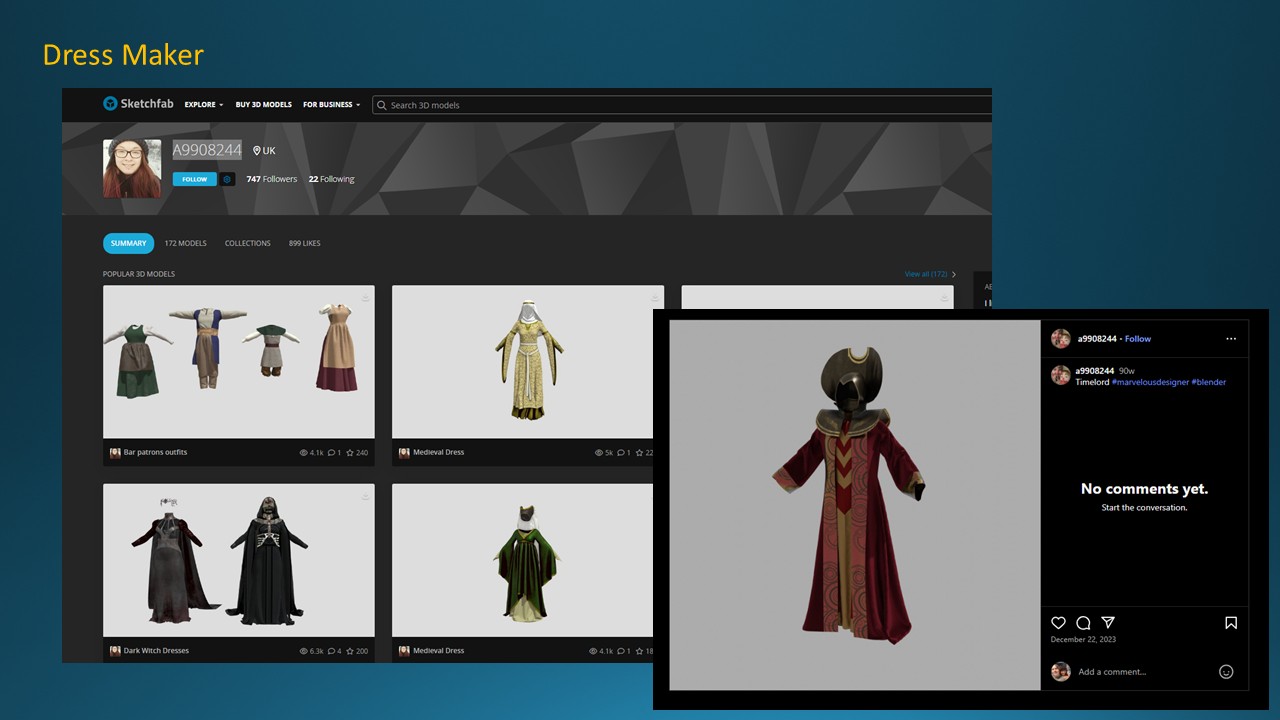 Dress Maker
Sketchfab EXPLORE BUY 3D MODELS FOR BUSINESS Search 3D models
A9908244 UK
FOLLOW 747 Followers 22 Following
SUMMARY 172 MODELS COLLECTIONS 899 LIKES
POPULAR 3D MODELS View all (172)
Bar patrons outfits 4.1k 1 240
Medieval Dress 5k 1
Dark Witch Dresses 6.3k 4 200
Medieval Dress 4.1k 1
a9908244 • Follow
a9908244 90w
Timelord #marvelousdesigner #blender
No comments yet.
Start the conversation.
December 22, 2023
Add a comment...